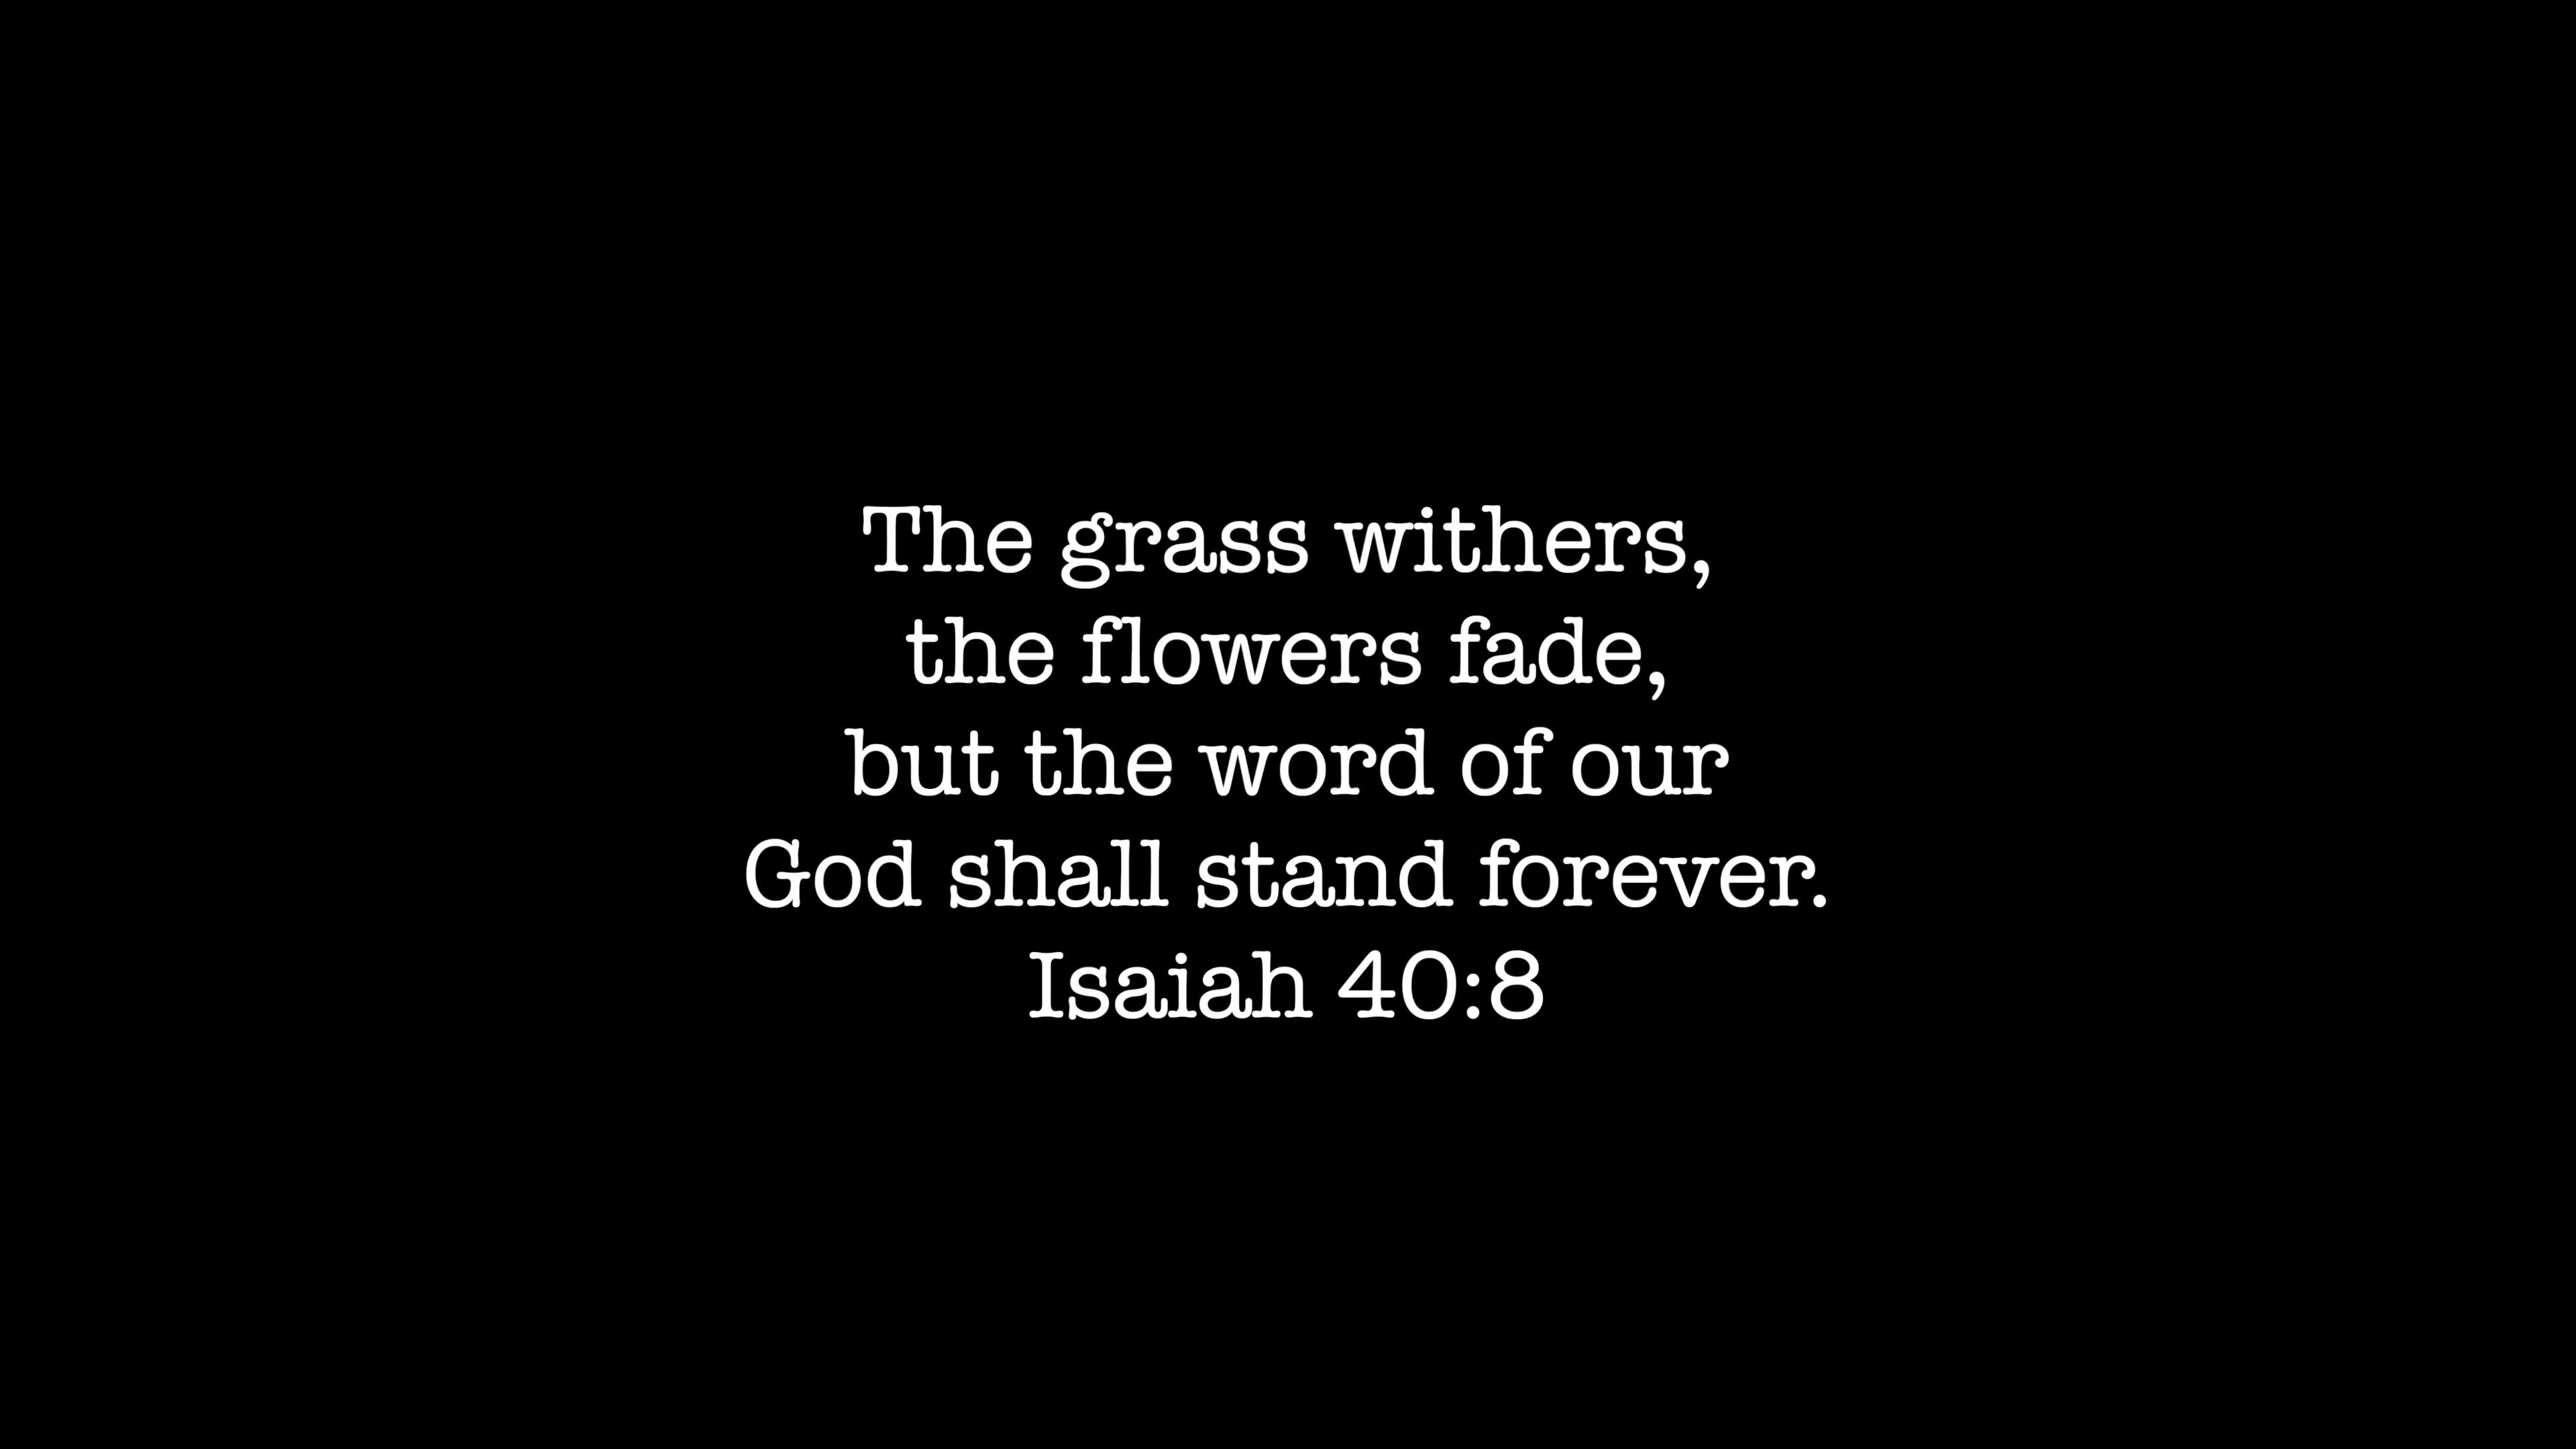 The grass withers,
the flowers fade,
but the word of our
God shall stand forever.
Isaiah 40:8